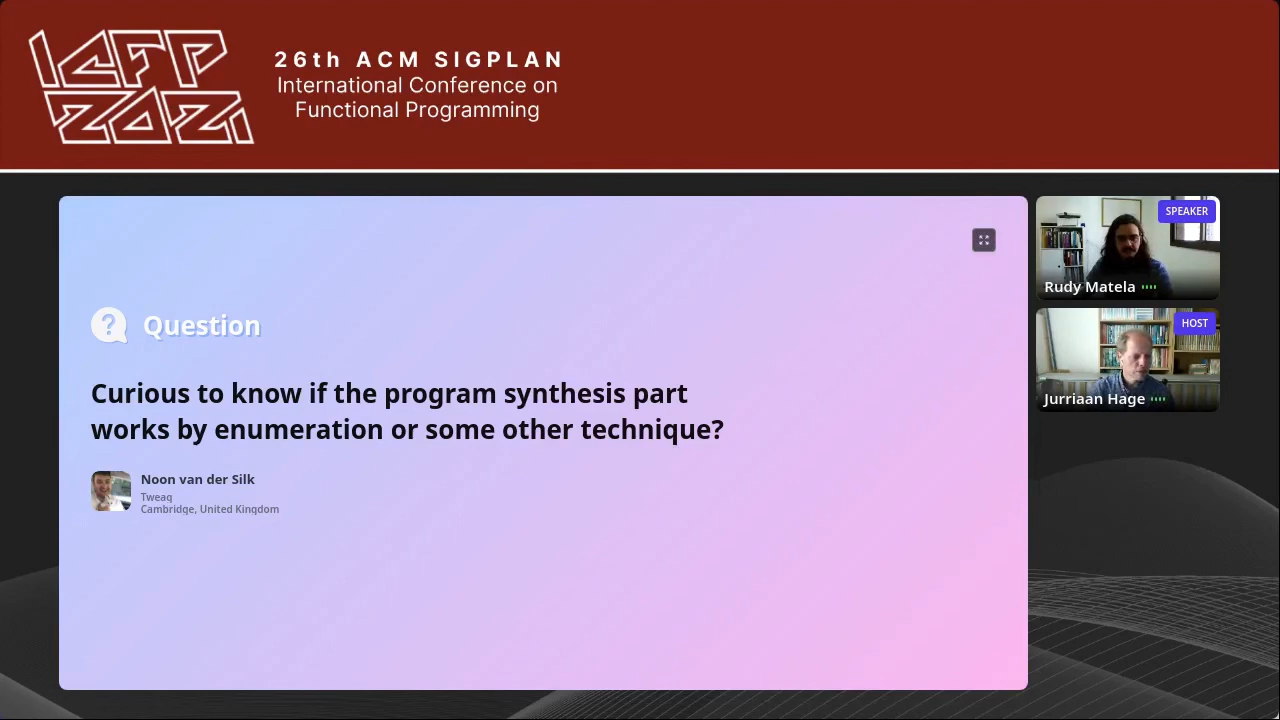 ICFP
2021
26th ACM SIGPLAN
International Conference on
Functional Programming
SPEAKER
Rudy Matela
HOST
Jurriaan Hage
Question
Curious to know if the program synthesis part
works by enumeration or some other technique?
Noon van der Silk
Tweag
Cambridge, United Kingdom